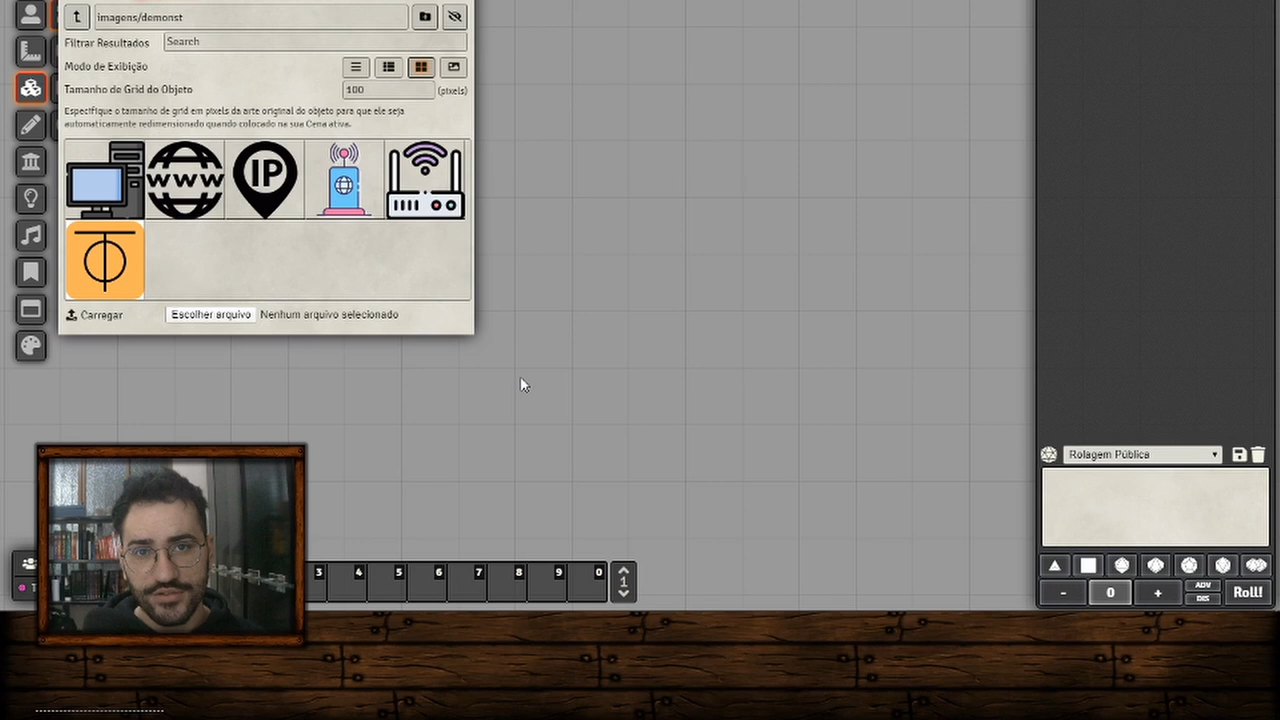 imagens/demonst
Filtrar Resultados Search
Modo de Exibição
Tamanho de Grid do Objeto 100 (pixels)
Especifique o tamanho de grid em pixels da arte original do objeto para que ele seja
automaticamente redimensionado quando colocado na sua Cena ativa.
www IP
Carregar Escolher arquivo Nenhum arquivo selecionado
Rolagem Pública
3 4 5 6 7 8 9 0 1
ADV
- 0 + DIS Roll!